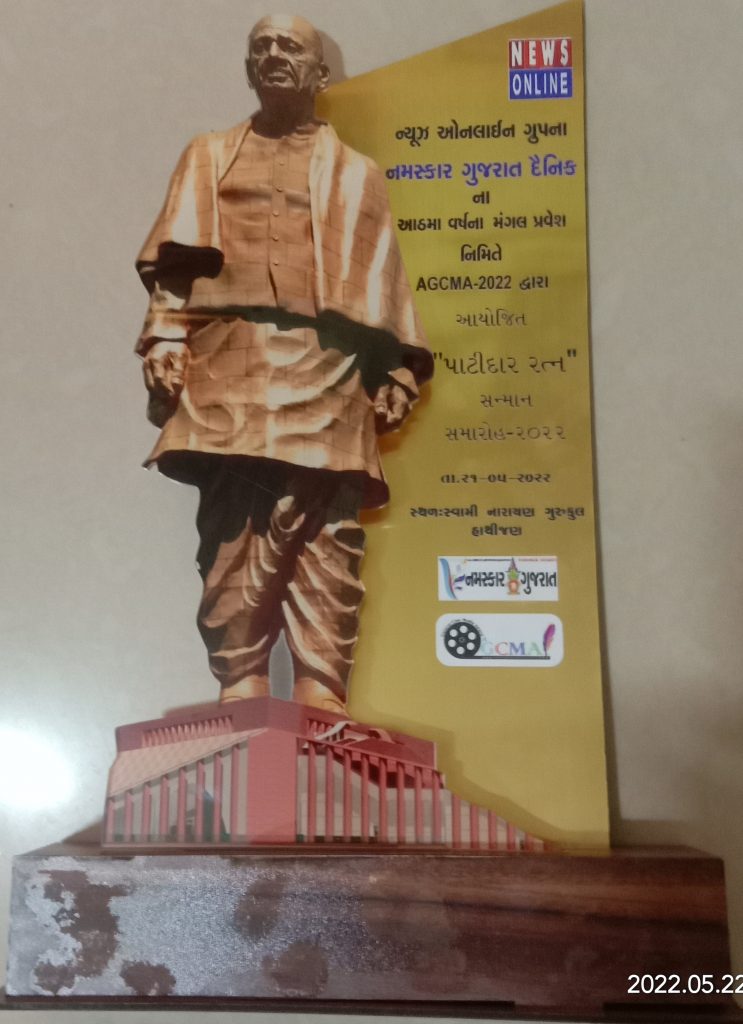 NEWS
ONLINE
ન્યૂઝ ઓનલાઈન ગ્રુપના
નમસ્કાર ગુજરાત દૈનિક
ના
આઠમા વર્ષના મંગલ પ્રવેશ
નિમિતે
AGCMA-2022 દ્વારા
આયોજિત
"પાટીદાર રત્ન"
સન્માન
સમારોહ-૨૦૨૨
તા.૨૧-૦૫-૨૦૨૨
સ્થળઃસ્વામી નારાયણ ગુરુકુલ
હાથીજણ
નમસ્કાર ગુજરાત
GCMA
2022.05.22